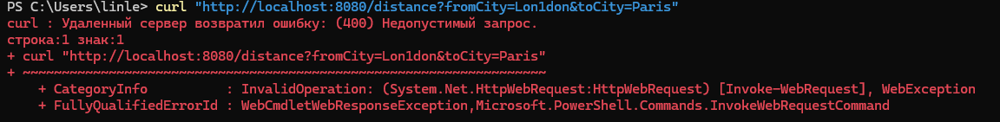 PS C:\Users\linle> curl "http://localhost:8080/distance?fromCity=Lon1don&toCity=Paris"
curl : Удаленный сервер возвратил ошибку: (400) Недопустимый запрос.
строка:1 знак:1
+ curl "http://localhost:8080/distance?fromCity=Lon1don&toCity=Paris"
+ ~~~~~~~~~~~~~~~~~~~~~~~~~~~~~~~~~~~~~~~~~~~~~~~~~~~~~~~~~~~~~~~~~~~
    + CategoryInfo          : InvalidOperation: (System.Net.HttpWebRequest:HttpWebRequest) [Invoke-WebRequest], WebException
    + FullyQualifiedErrorId : WebCmdletWebResponseException,Microsoft.PowerShell.Commands.InvokeWebRequestCommand